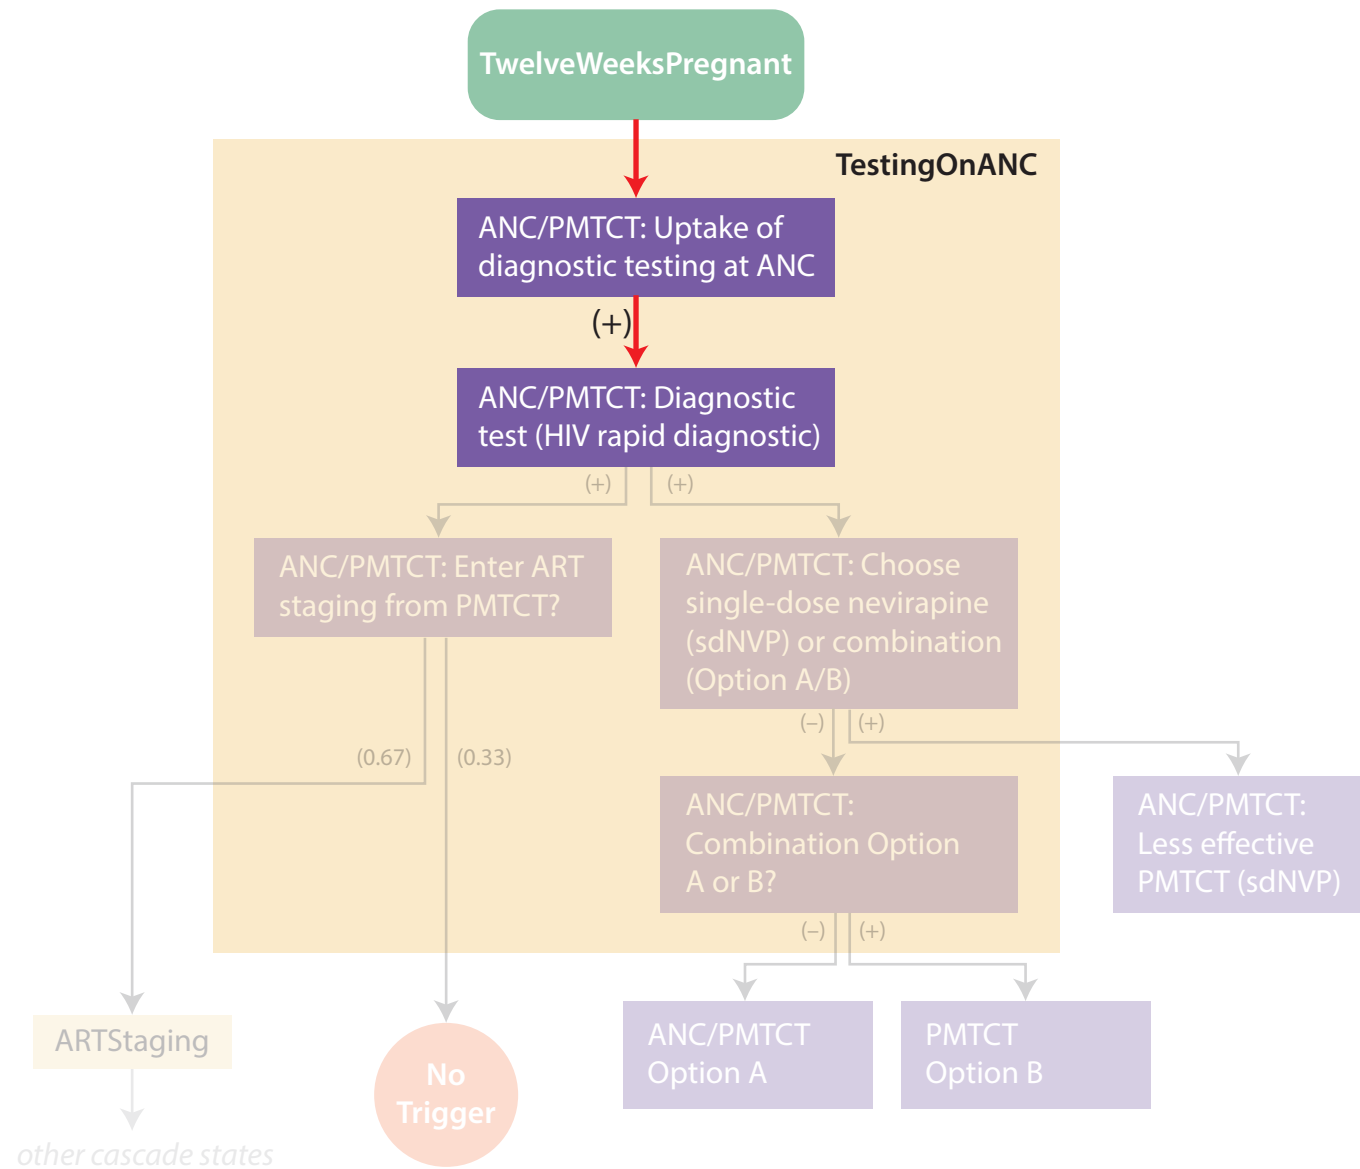 TwelveWeeksPregnant
TestingOnANC
ANC/PMTCT: Uptake of
diagnostic testing at ANC
(+)
ANC/PMTCT: Diagnostic
test (HIV rapid diagnostic)
(+)
(+)
ANC/PMTCT: Enter ART
staging from PMTCT?
ANC/PMTCT: Choose
single-dose nevirapine
(sdNVP) or combination
(Option A/B)
(–)
(+)
(0.67)
(0.33)
ANC/PMTCT:
Combination Option
A or B?
ANC/PMTCT:
Less effective
PMTCT (sdNVP)
(–)
(+)
ARTStaging
No
Trigger
ANC/PMTCT
Option A
PMTCT
Option B
other cascade states